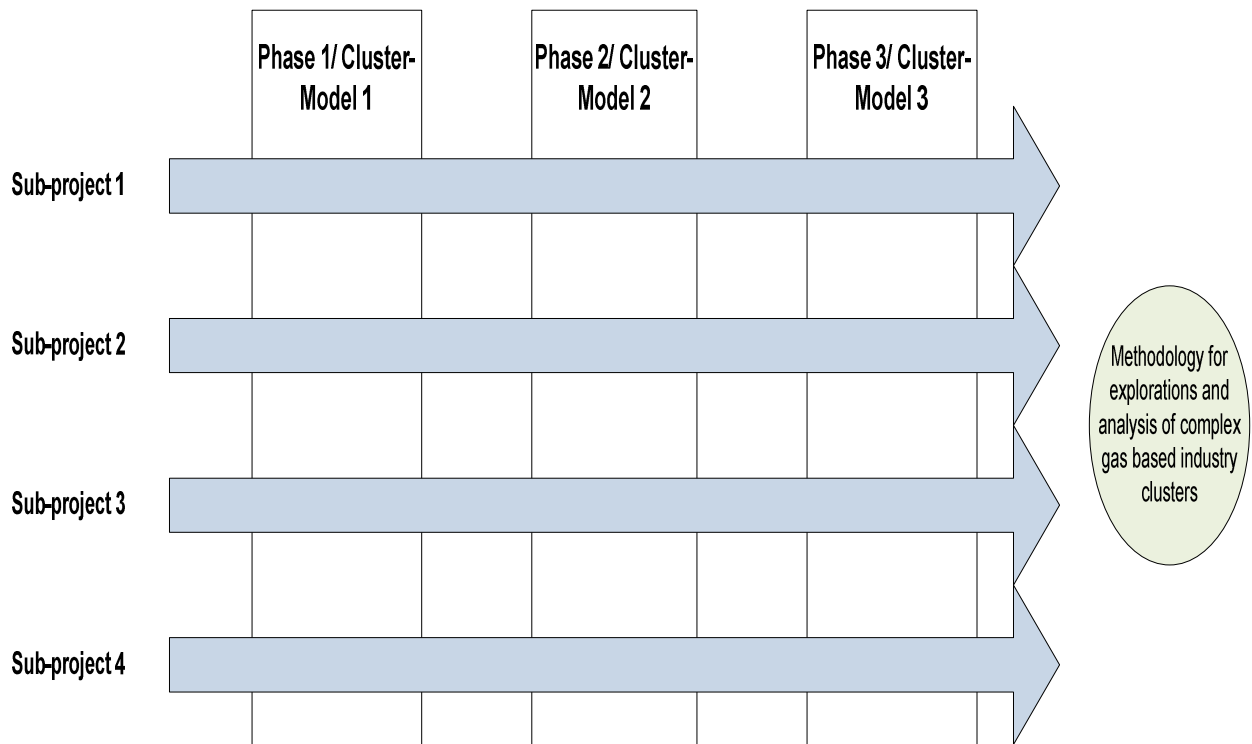 Phase 1/ Cluster-
Model 1
Phase 2/ Cluster-
Model 2
Phase 3/ Cluster-
Model 3
Sub-project 1
Sub-project 2
Sub-project 3
Sub-project 4
Methodology for
explorations and
analysis of complex
gas based industry
clusters